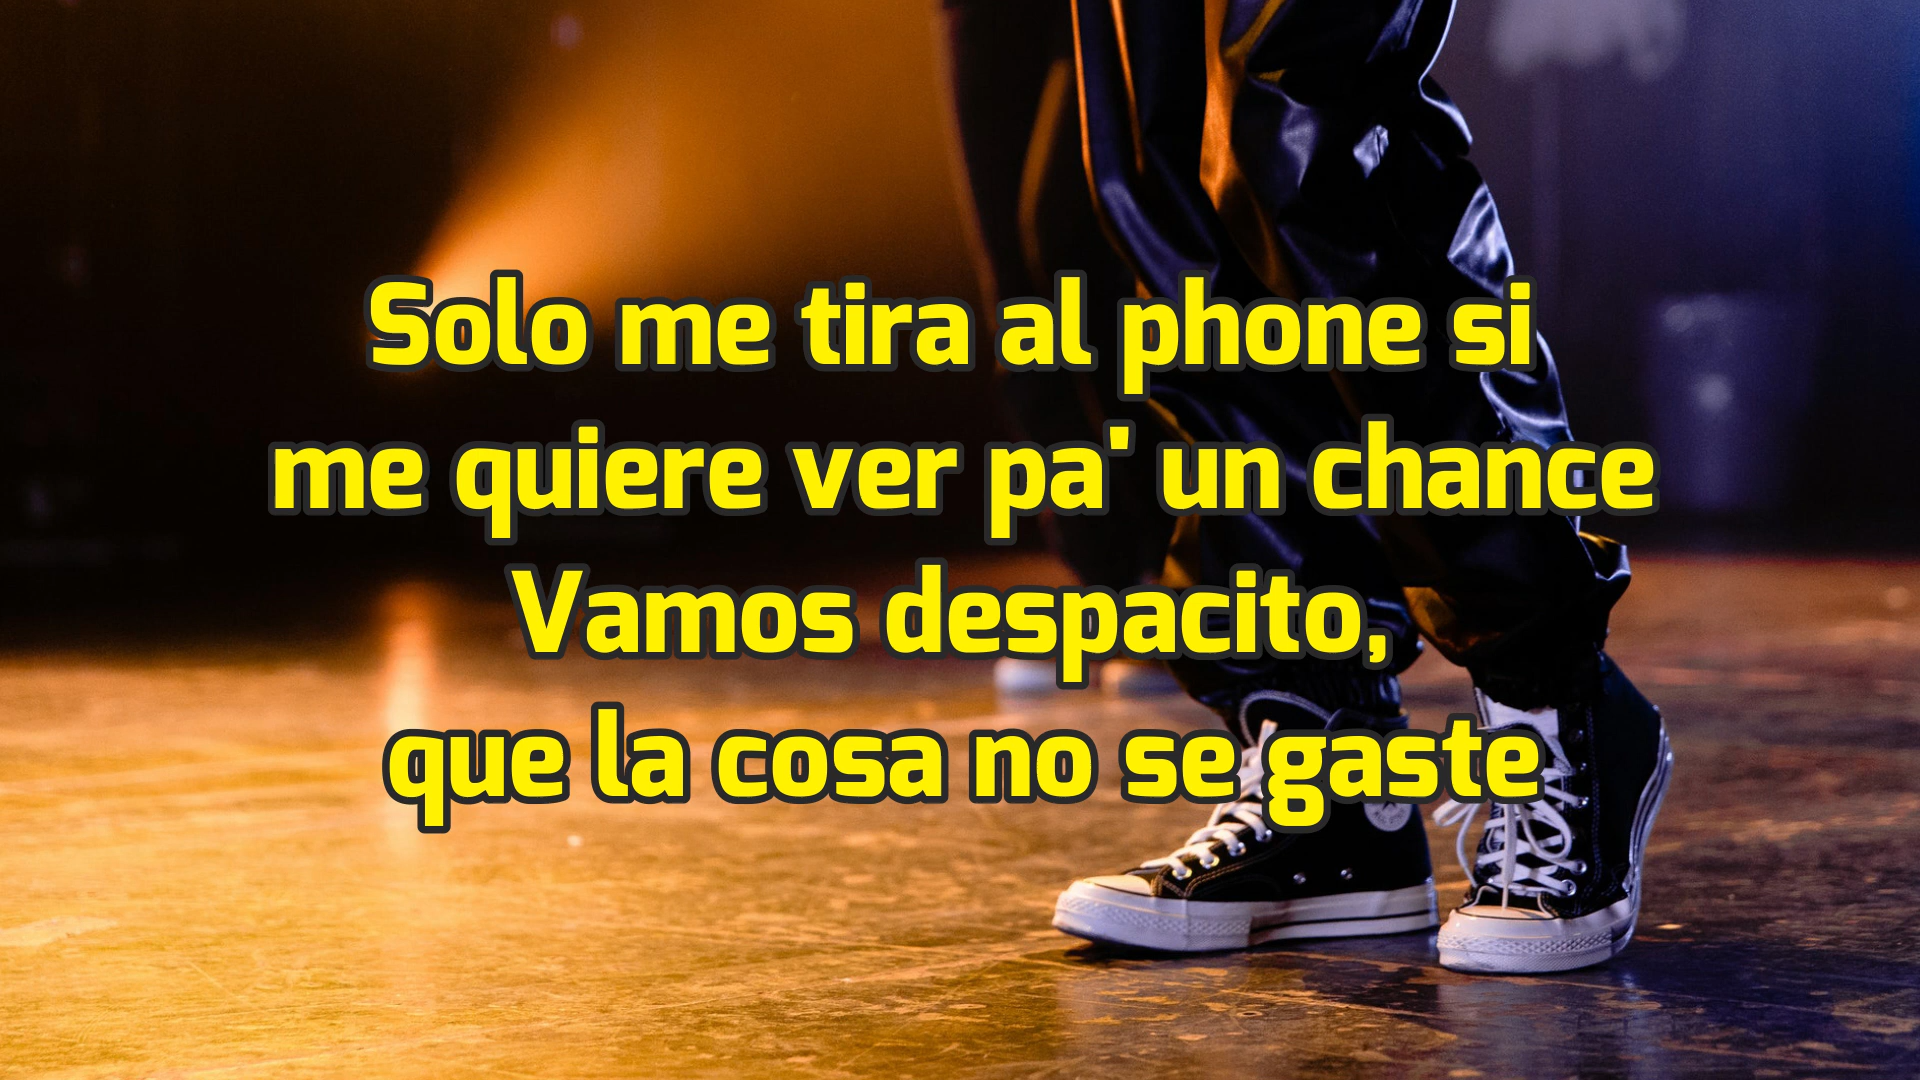 Solo me tira al phone si
me quiere ver pa' un chance
Vamos despacito,
que la cosa no se gaste